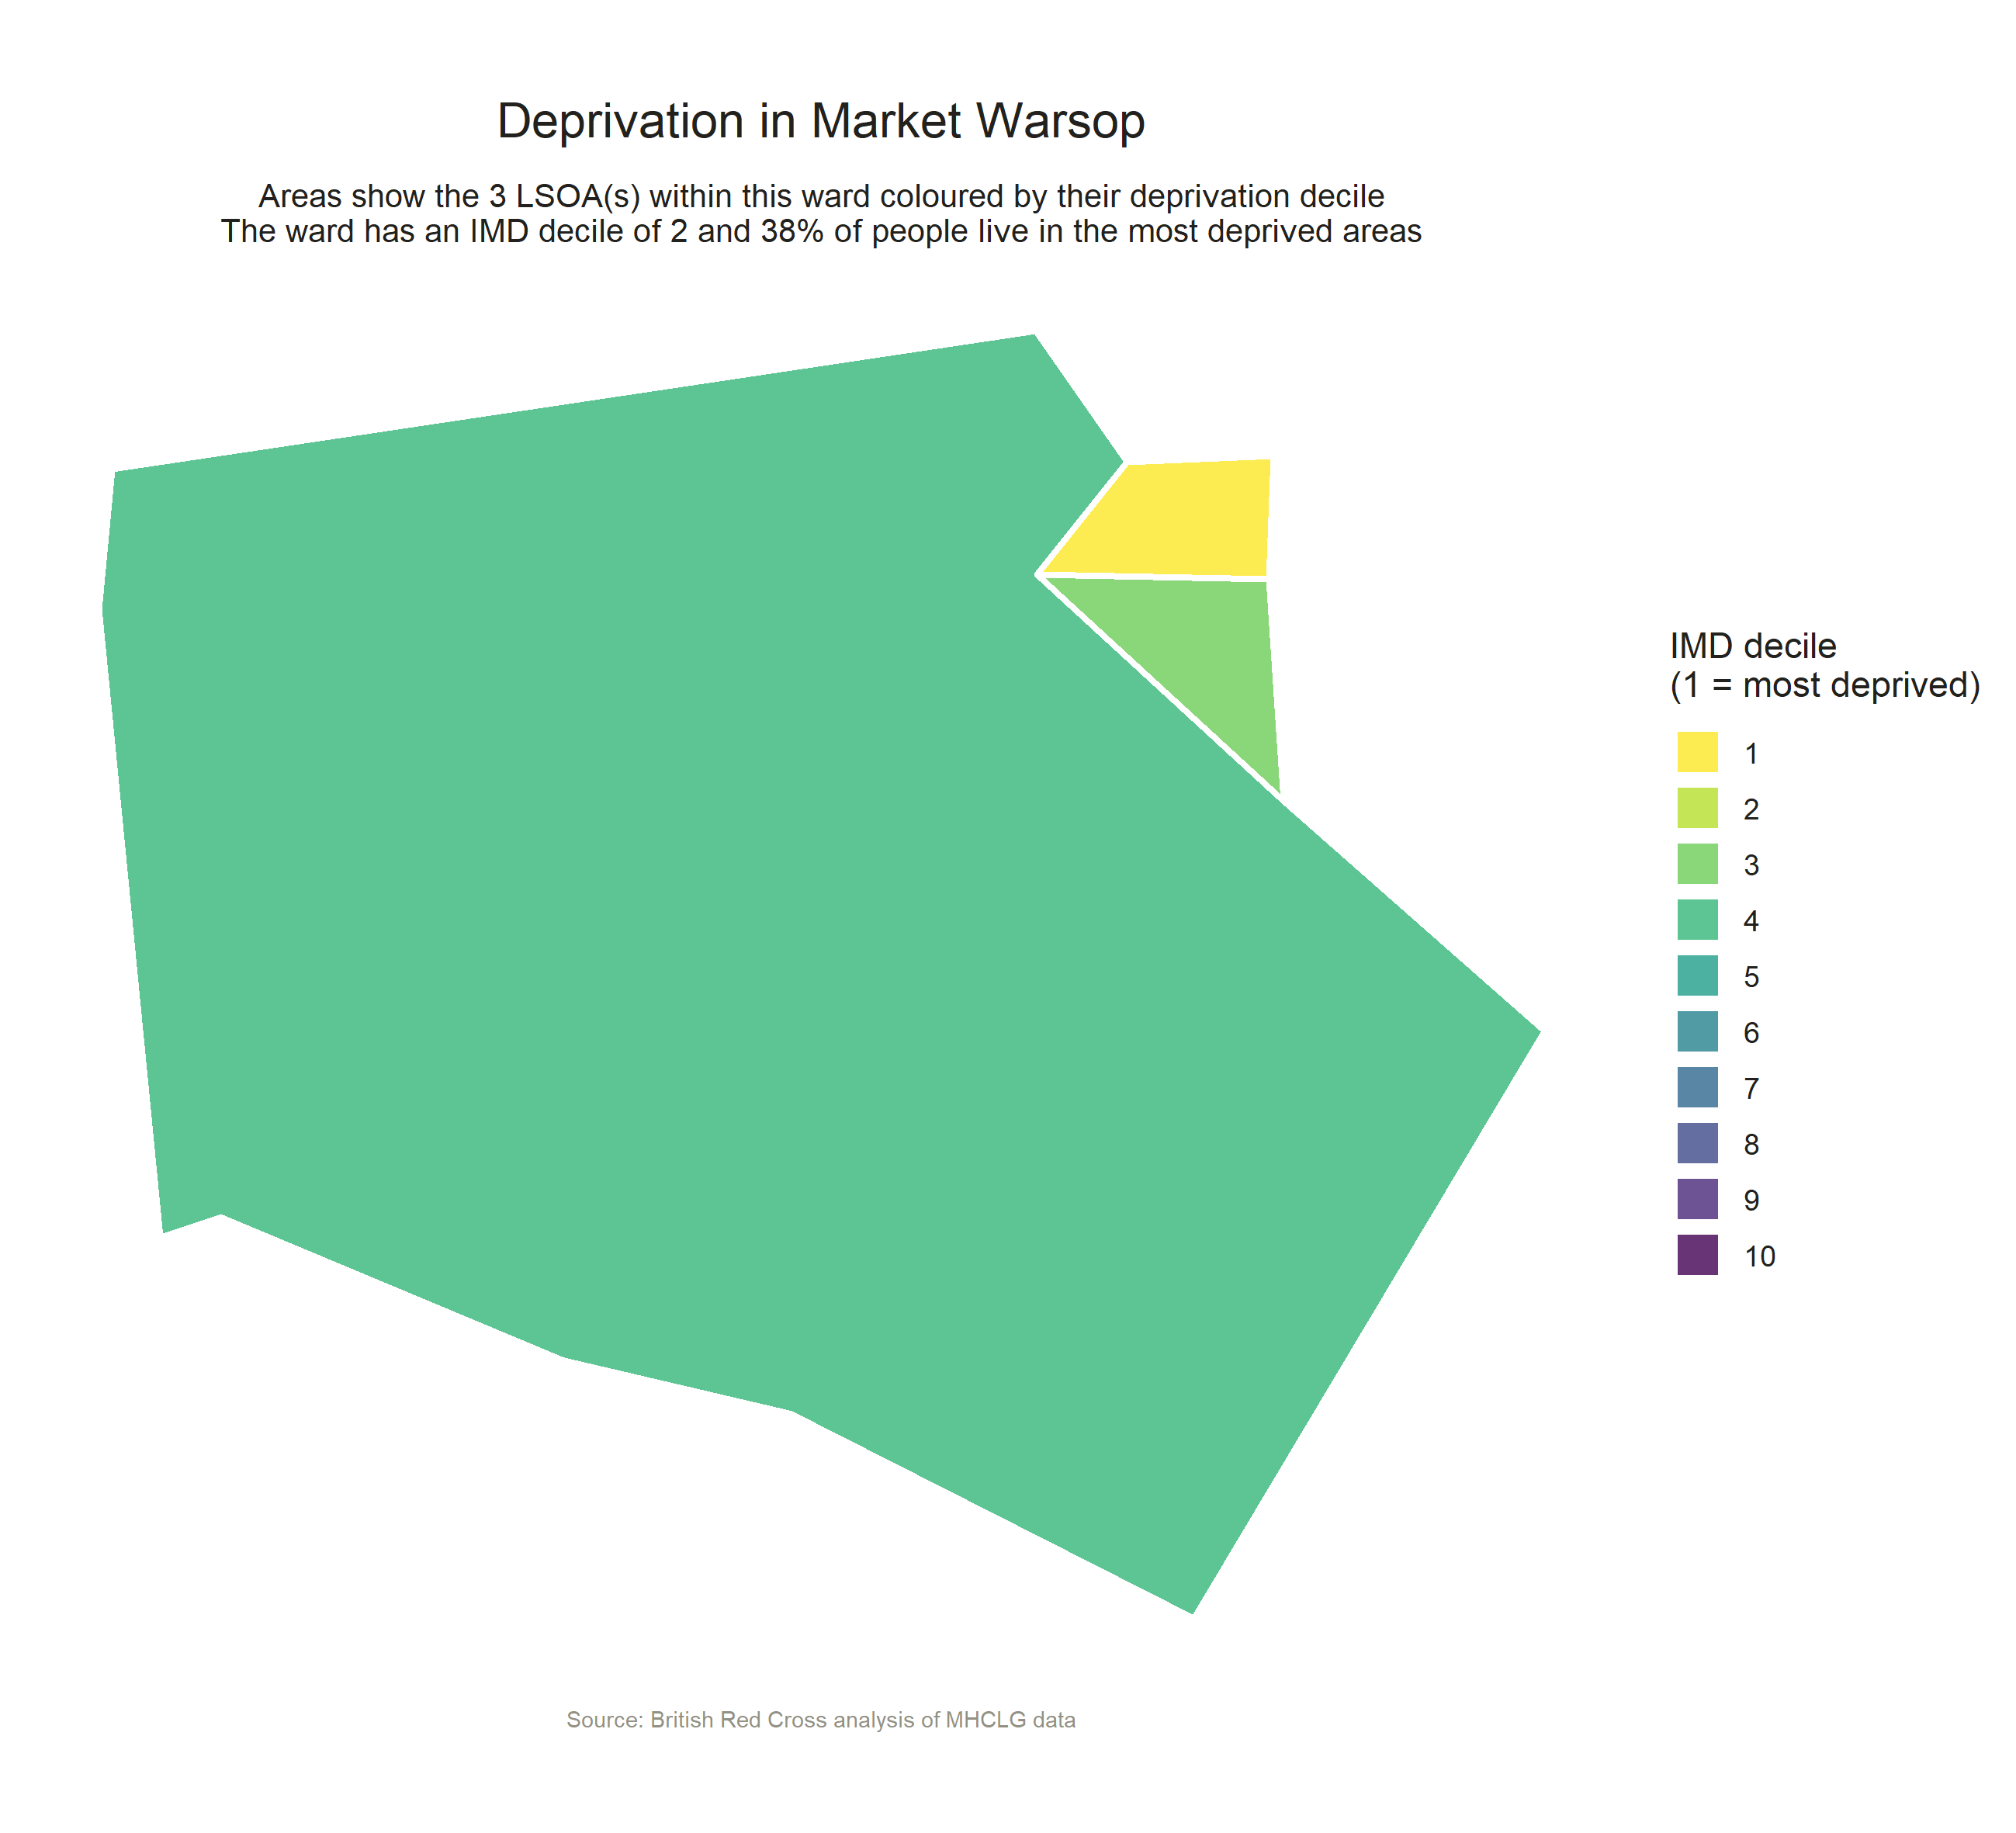 Deprivation in Market Warsop
Areas show the 3 LSOA(s) within this ward coloured by their deprivation decile
The ward has an IMD decile of 2 and 38% of people live in the most deprived areas
IMD decile
(1 = most deprived)
1
2
3
4
5
6
7
8
9
10
Source: British Red Cross analysis of MHCLG data